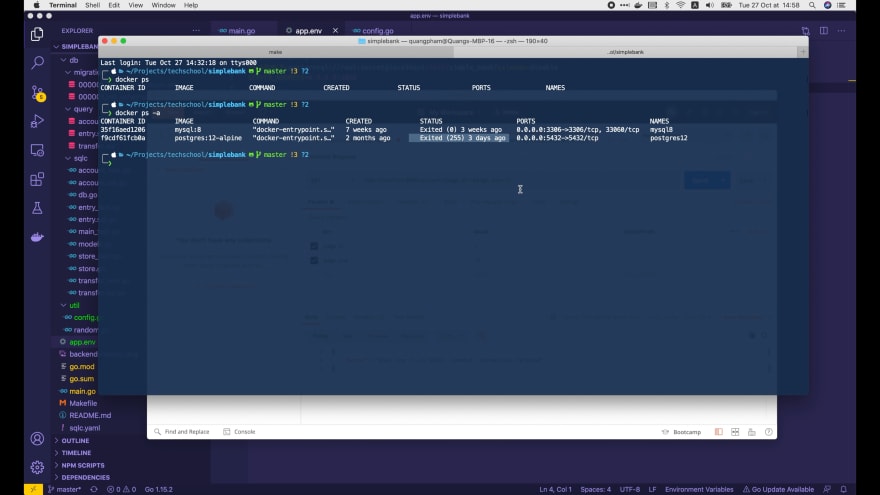 Terminal Shell Edit View Window Help
Tue 27 Oct at 14:58
app.env — simplebank
EXPLORER
main.go
app.env
config.go
simplebank — quangpham@Quangs-MBP-16 — -zsh — 190×40
make
..o/simplebank
SIMPLEBANK
db
migration
00000
00000
query
accou
entry.
transf
sqlc
accou
accou
db.go
entry_
entry.
main_
model
store_
store.
transf
transf
util
config.g
random
app.env
backend
go.mod
go.sum
main.go
Makefile
README.md
sqlc.yaml
OUTLINE
TIMELINE
NPM SCRIPTS
DEPENDENCIES
Last login: Tue Oct 27 14:32:18 on ttys000
~/Projects/techschool/simplebank master !3 ?2
docker ps
CONTAINER ID IMAGE COMMAND CREATED STATUS PORTS NAMES
~/Projects/techschool/simplebank master !3 ?2
docker ps -a
CONTAINER ID IMAGE COMMAND CREATED STATUS PORTS NAMES
35f16aed1206 mysql:8 "docker-entrypoint.s…" 7 weeks ago Exited (0) 3 weeks ago 0.0.0.0:3306->3306/tcp, 33060/tcp mysql8
f9cdf61fcb0a postgres:12-alpine "docker-entrypoint.s…" 2 months ago Exited (255) 3 days ago 0.0.0.0:5432->5432/tcp postgres12
~/Projects/techschool/simplebank master !3 ?2
Find and Replace Console
Bootcamp
master* 0 0 Go 1.15.2
Ln 4, Col 1 Spaces: 4 UTF-8 LF Environment Variables Go Update Available